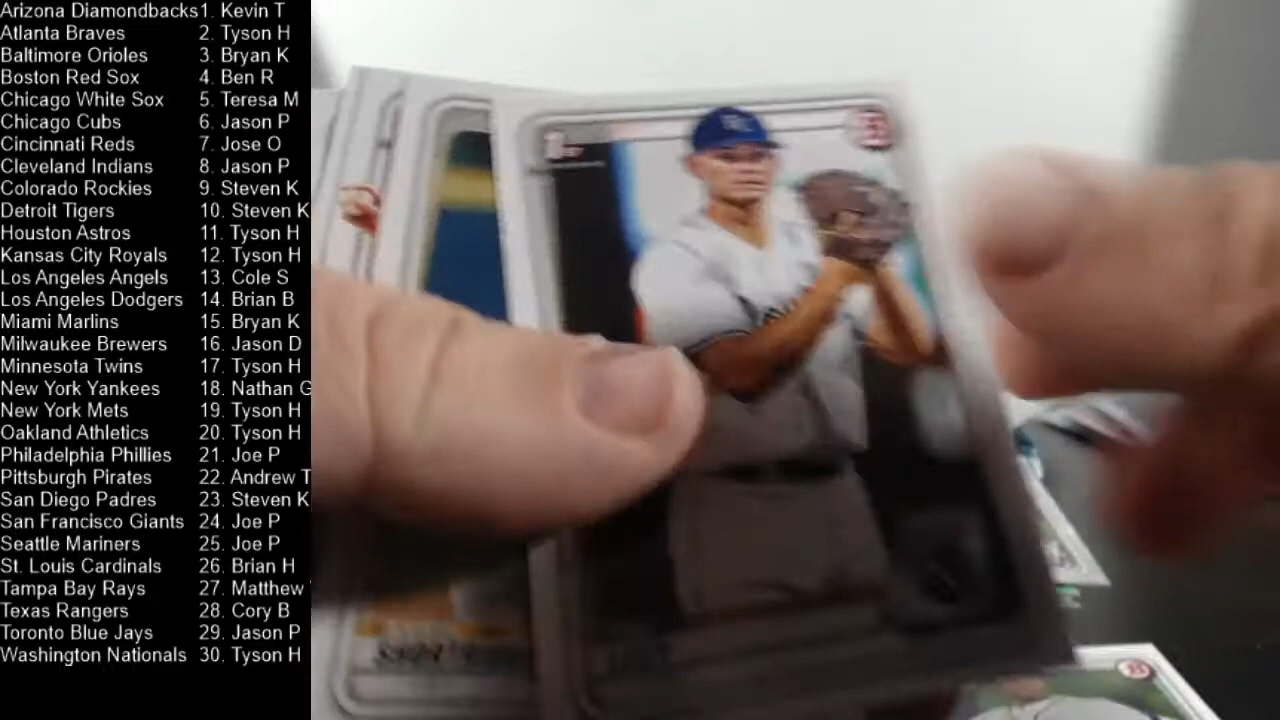 Arizona Diamondbacks 1. Kevin T
Atlanta Braves 2. Tyson H
Baltimore Orioles 3. Bryan K
Boston Red Sox 4. Ben R
Chicago White Sox 5. Teresa M
Chicago Cubs 6. Jason P
Cincinnati Reds 7. Jose O
Cleveland Indians 8. Jason P
Colorado Rockies 9. Steven K
Detroit Tigers 10. Steven K
Houston Astros 11. Tyson H
Kansas City Royals 12. Tyson H
Los Angeles Angels 13. Cole S
Los Angeles Dodgers 14. Brian B
Miami Marlins 15. Bryan K
Milwaukee Brewers 16. Jason D
Minnesota Twins 17. Tyson H
New York Yankees 18. Nathan G
New York Mets 19. Tyson H
Oakland Athletics 20. Tyson H
Philadelphia Phillies 21. Joe P
Pittsburgh Pirates 22. Andrew T
San Diego Padres 23. Steven K
San Francisco Giants 24. Joe P
Seattle Mariners 25. Joe P
St. Louis Cardinals 26. Brian H
Tampa Bay Rays 27. Matthew
Texas Rangers 28. Cory B
Toronto Blue Jays 29. Jason P
Washington Nationals 30. Tyson H